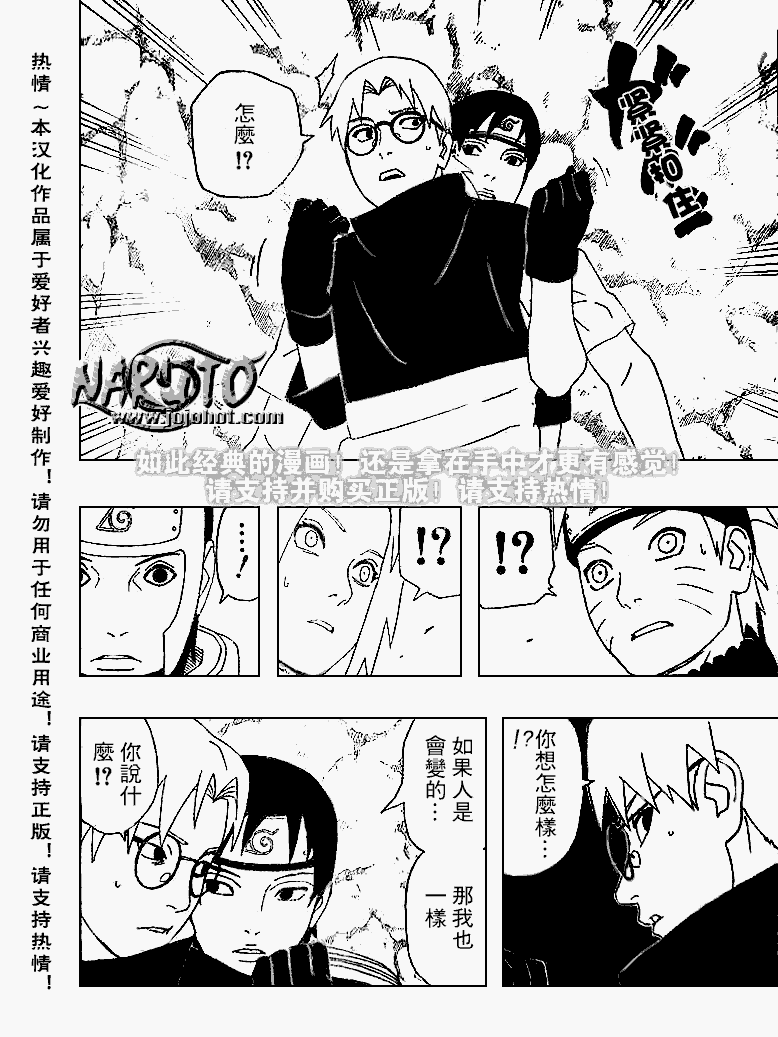 热情～本汉化作品属于爱好者兴趣爱好制作！请勿用于任何商业用途！请支持正版！请支持热情！
紧紧抱住
怎麼!?
NARUTO
www.jojohot.com
如此经典的漫画！还是拿在手中才更有感觉！
请支持并购买正版！请支持热情！
!?
!?
…！
你想怎麼樣…
!?
如果人是
會變的…
那我也
一樣
你說什
麼!?